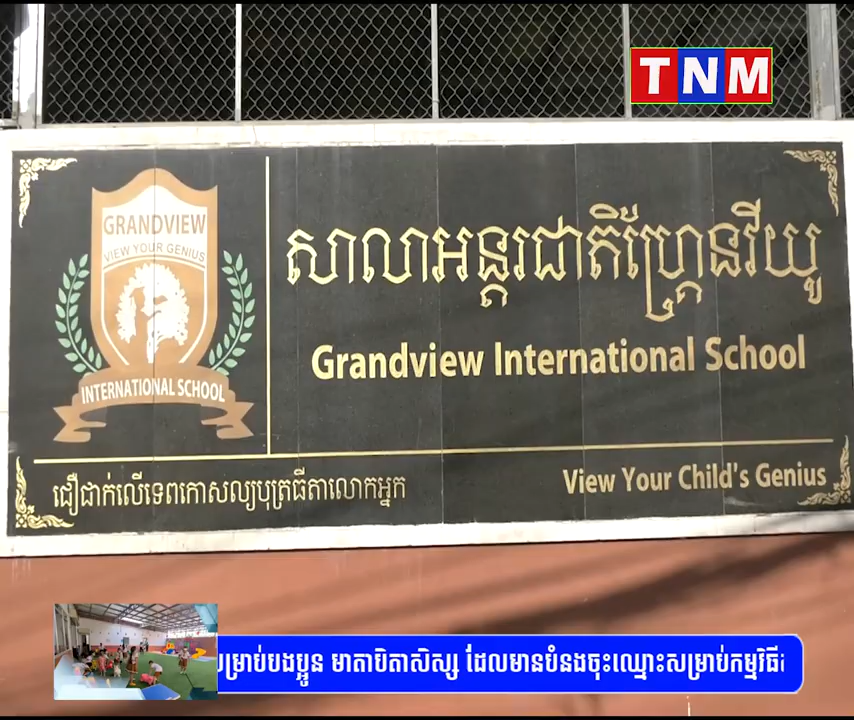 TNM
GRANDVIEW
VIEW YOUR GENIUS
INTERNATIONAL SCHOOL
សាលាអន្តរជាតិហ្គ្រែនវីយូ
Grandview International School
ជឿជាក់លើទេពកោសល្យបុត្រធីតាលោកអ្នក
View Your Child's Genius
ម្រាប់បងប្អូន មាតាបិតាសិស្ស ដែលមានបំនងចុះឈ្មោះសម្រាប់កម្មវិធី